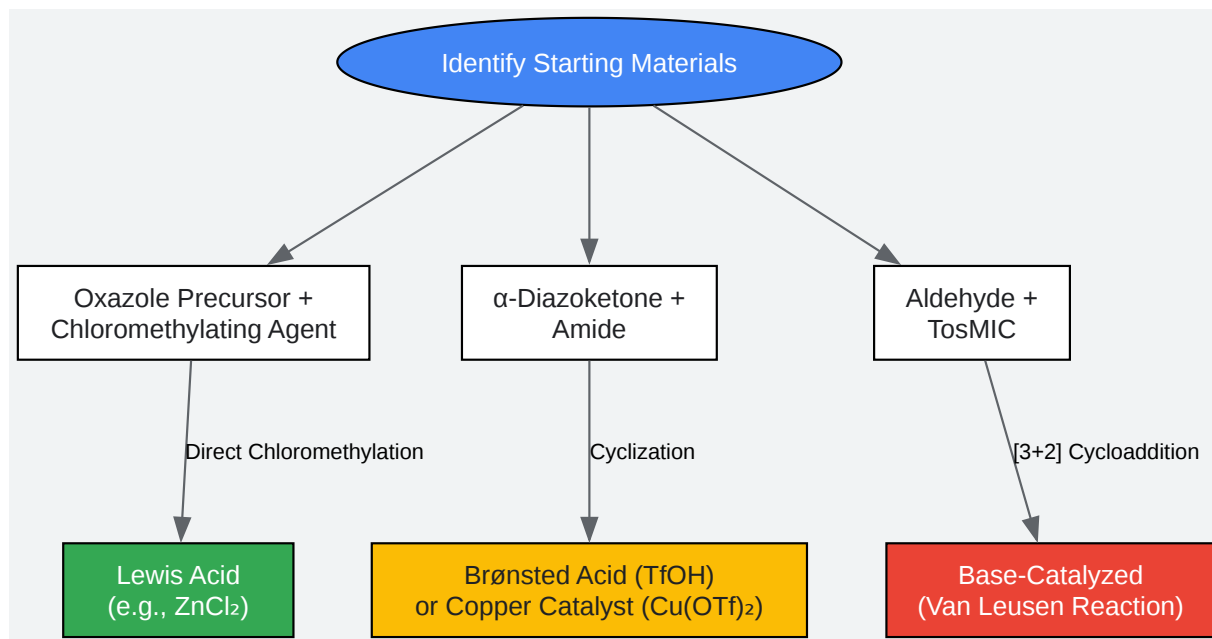 Identify Starting Materials
Oxazole Precursor +
Chloromethylating Agent
α-Diazoketone +
Amide
Aldehyde +
TosMIC
Direct Chloromethylation
Cyclization
[3+2] Cycloaddition
Lewis Acid
(e.g., ZnCl₂)
Brønsted Acid (TfOH)
or Copper Catalyst (Cu(OTf)₂)
Base-Catalyzed
(Van Leusen Reaction)